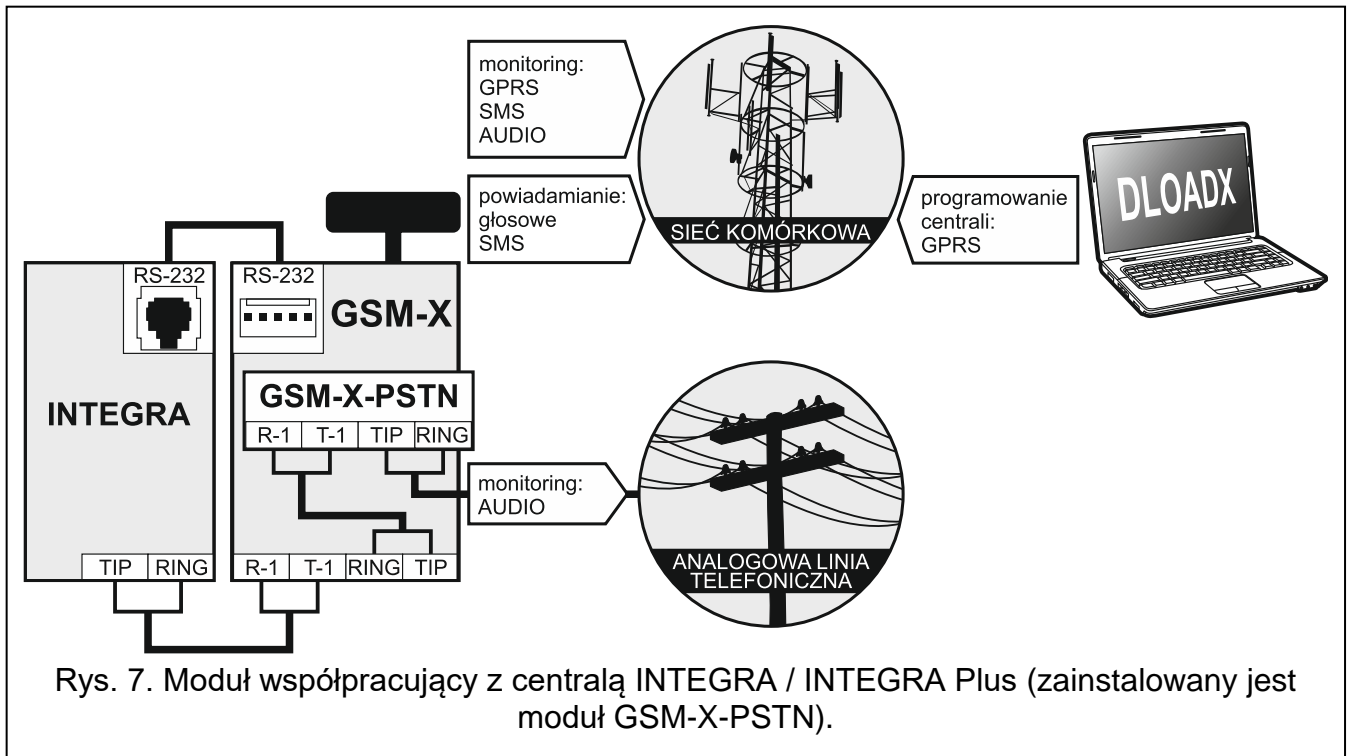 monitoring:
GPRS
SMS
AUDIO
powiadamianie:
głosowe
SMS
SIEĆ KOMÓRKOWA
programowanie
centrali:
GPRS
DLOADX
RS-232
RS-232
GSM-X
INTEGRA
GSM-X-PSTN
R-1 T-1 TIP RING
monitoring:
AUDIO
ANALOGOWA LINIA
TELEFONICZNA
TIP RING
R-1 T-1 RING TIP
Rys. 7. Moduł współpracujący z centralą INTEGRA / INTEGRA Plus (zainstalowany jest
moduł GSM-X-PSTN).